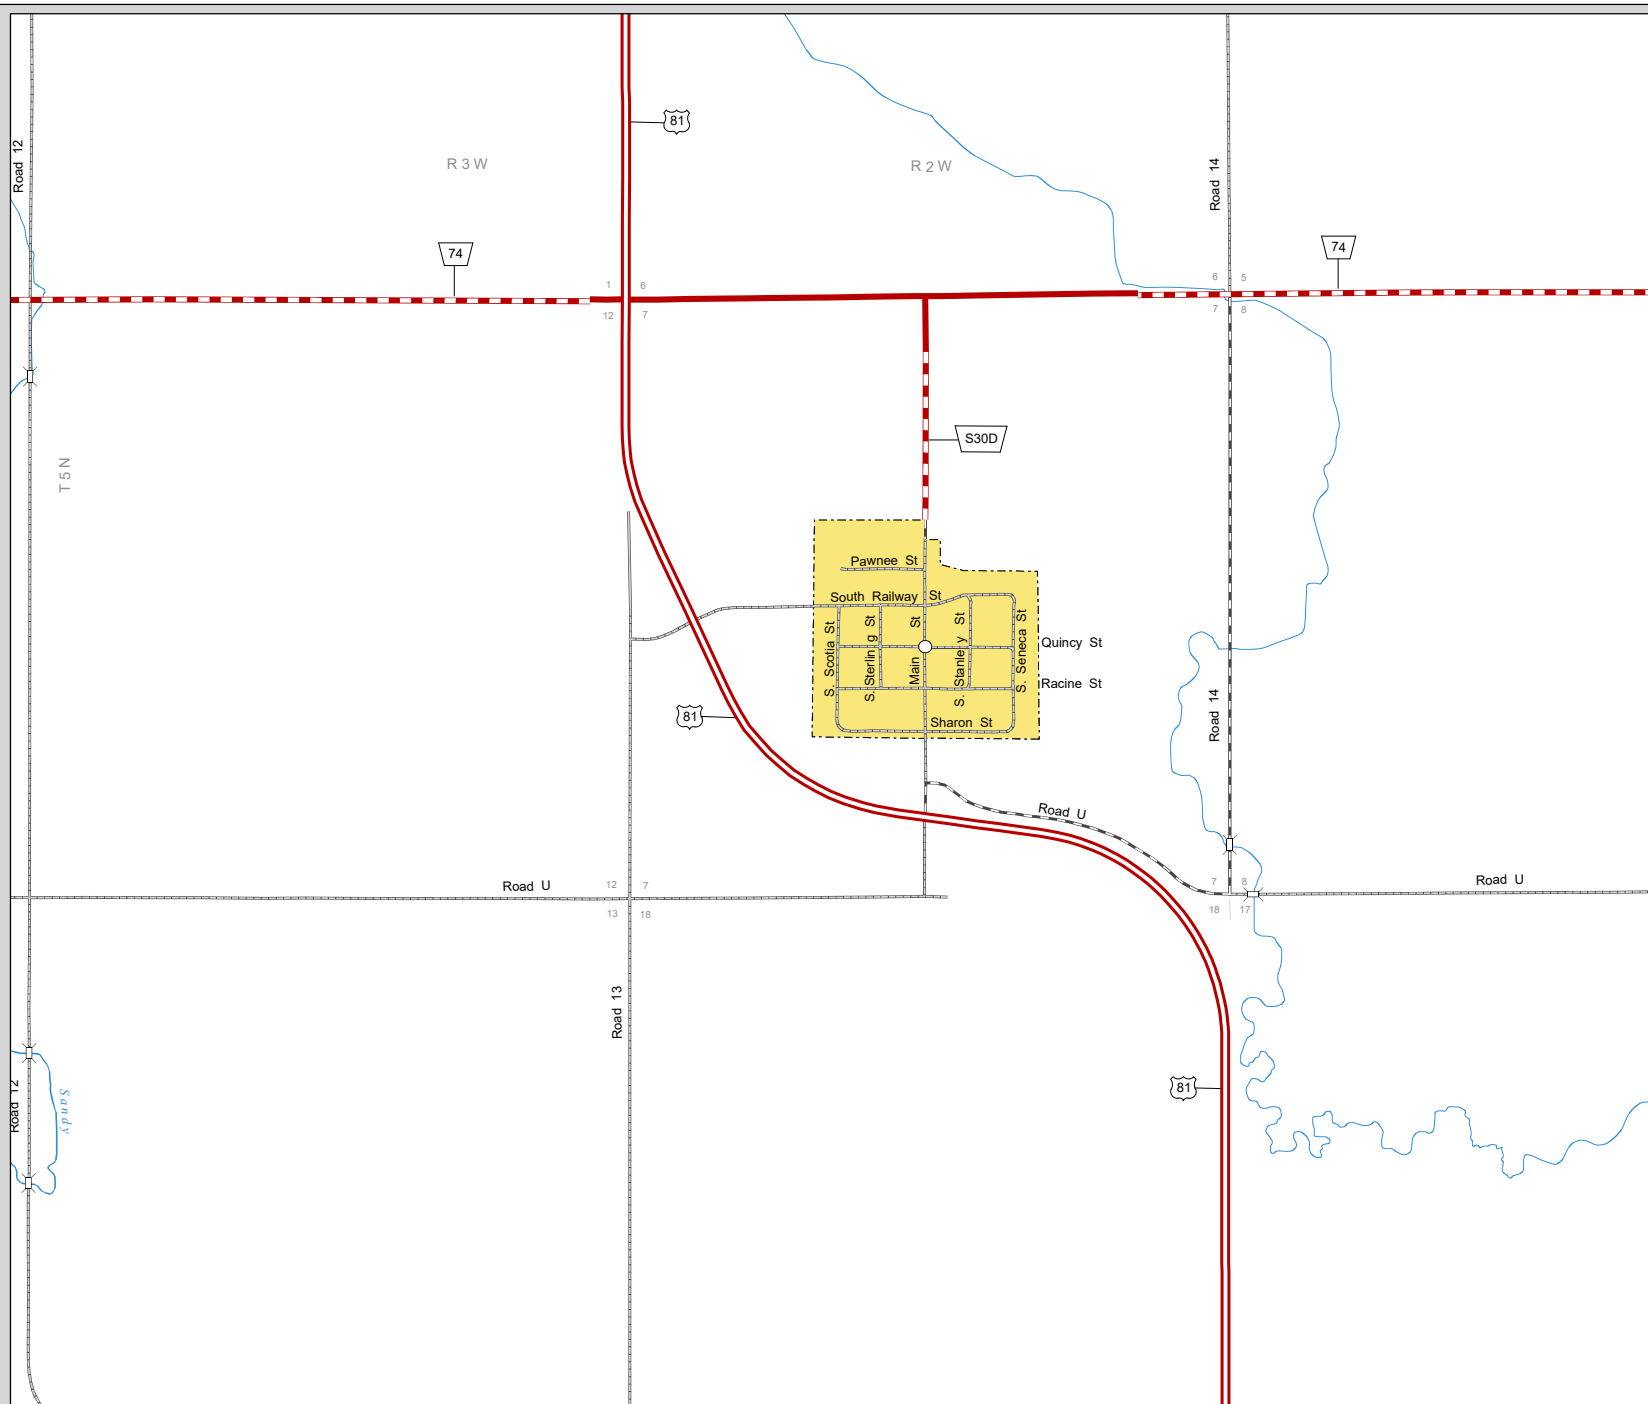 81
Road 12
R 3 W
R 2 W
Road 14
74
74
6 5
7 8
1 6
12 7
S30D
T 5 N
Pawnee St
South Railway St
S. Scotia St
S. Sterling St
Main St
S. Stanley St
S. Seneca St
Quincy St
Racine St
Sharon St
81
Road 14
Road U
Road U
12 7
13 18
7 8
18 17
Road U
Road 13
81
Road 12
Sandy